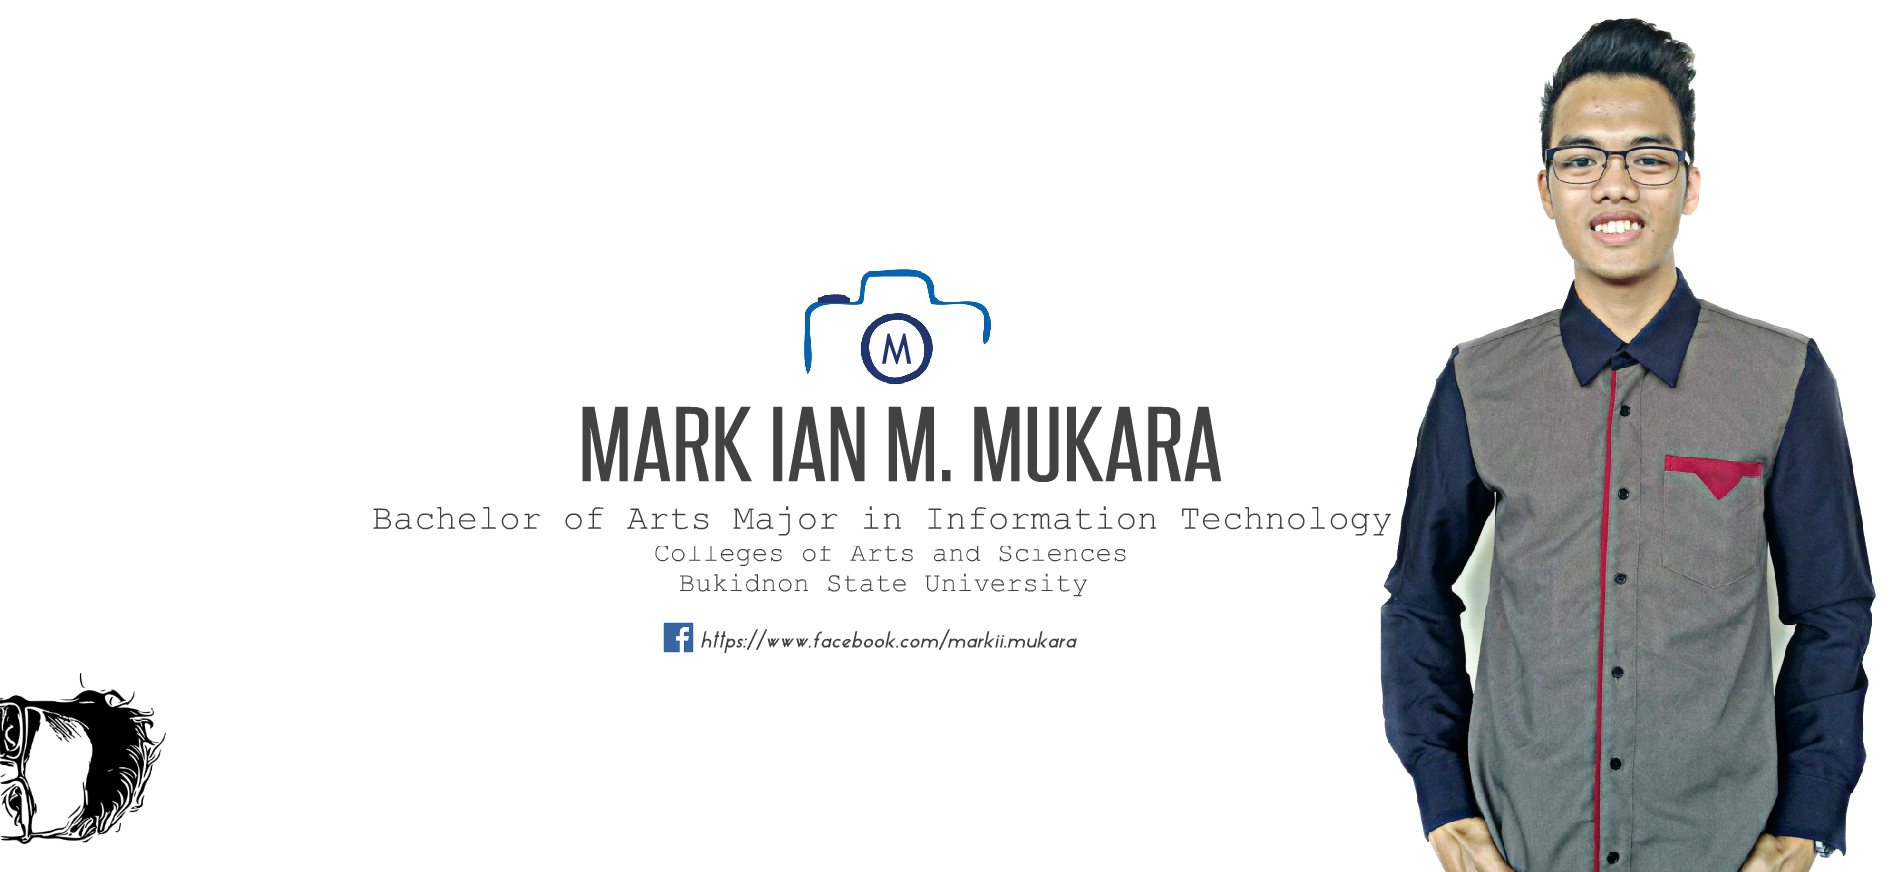 M
MARK IAN M. MUKARA
Bachelor of Arts Major in Information Technology
Colleges of Arts and Sciences
Bukidnon State University
f https://www.facebook.com/markii.mukara